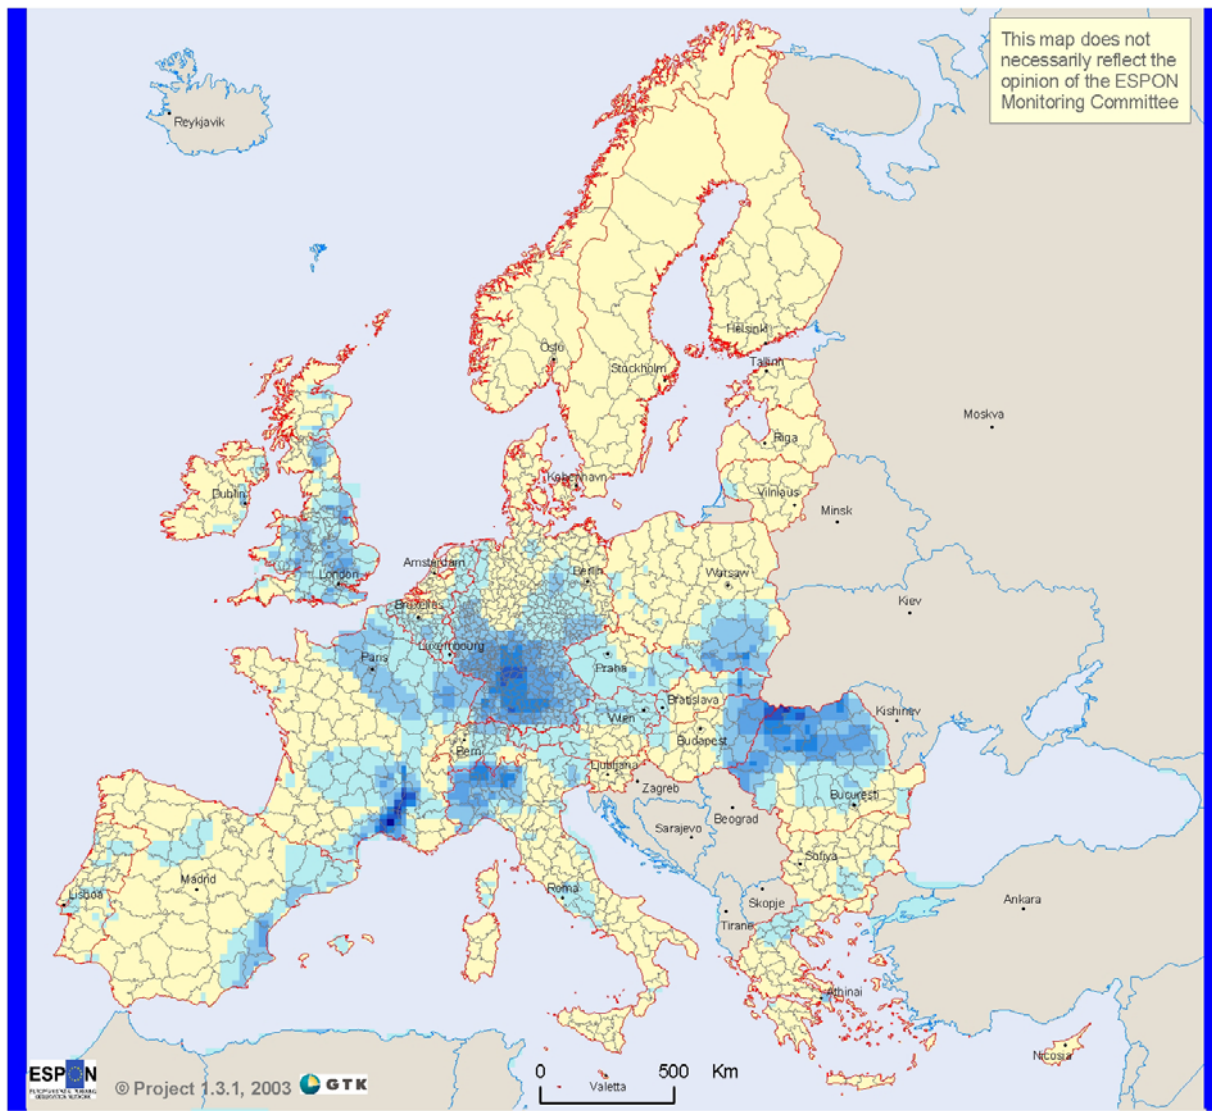 This map does not
necessarily reflect the
opinion of the ESPON
Monitoring Committee
Reykjavik
Helsinki
Oslo
Tallinn
Stockholm
Moskva
Riga
København
Dublin
Vilnius
Minsk
Amsterdam
London
Berlin
Warsaw
Bruxelles
Kiev
Luxembourg
Paris
Praha
Bratislava
Wien
Kishinev
Bern
Budapest
Ljubljana
Zagreb
Bucuresti
Beograd
Sarajevo
Sofiya
Madrid
Lisboa
Roma
Skopje
Ankara
Tirane
Athinai
Nicosia
0 500 Km
Valetta
ESPON
© Project 1.3.1, 2003 GTK